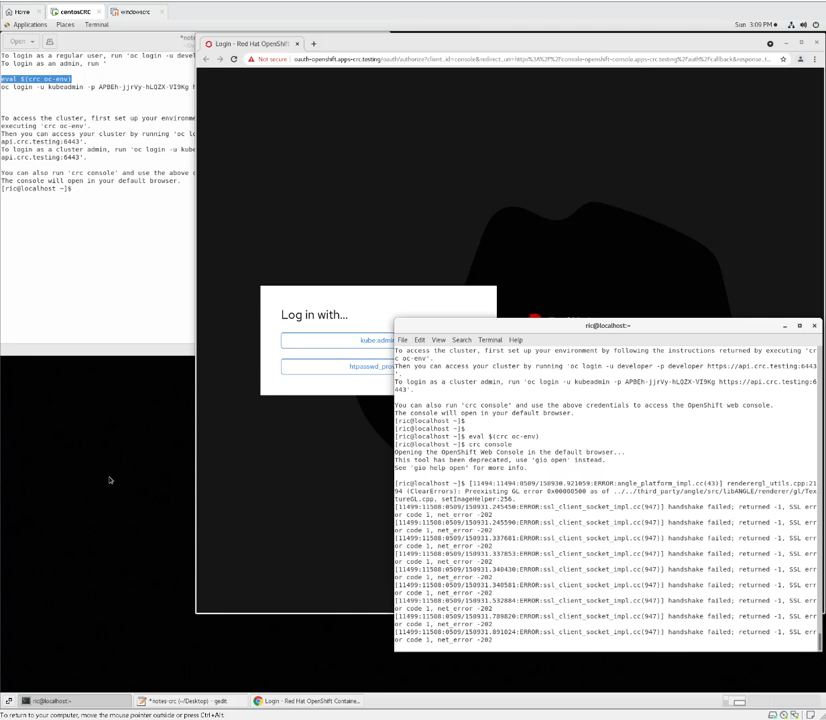 Home
centosCRC
windowscrc
Applications Places Terminal
Sun 3:09 PM
Open
*notes
To login as a regular user, run 'oc login -u devel
To login as an admin, run '
eval $(crc oc-env)
oc login -u kubeadmin -p APBEh-jjrVy-hLQZX-VI9Kg h
To access the cluster, first set up your environme
executing 'crc oc-env'.
Then you can access your cluster by running 'oc lo
api.crc.testing:6443'.
To login as a cluster admin, run 'oc login -u kube
api.crc.testing:6443'.
You can also run 'crc console' and use the above c
The console will open in your default browser.
[ric@localhost ~]$
Login - Red Hat OpenShift
Not secure
Log in with...
kube:admin
htpasswd_prov
ric@localhost:~
File Edit View Search Terminal Help
To access the cluster, first set up your environment by following the instructions returned by executing 'cr
c oc-env'.
Then you can access your cluster by running 'oc login -u developer -p developer https://api.crc.testing:6443
'.
To login as a cluster admin, run 'oc login -u kubeadmin -p APBEh-jjrVy-hLQZX-VI9Kg https://api.crc.testing:6
443'.
You can also run 'crc console' and use the above credentials to access the OpenShift web console.
The console will open in your default browser.
[ric@localhost ~]$
[ric@localhost ~]$
[ric@localhost ~]$ eval $(crc oc-env)
[ric@localhost ~]$ crc console
Opening the OpenShift Web Console in the default browser...
This tool has been deprecated, use 'gio open' instead.
See 'gio help open' for more info.
[ric@localhost ~]$ [11494:11494:0509/150930.921059:ERROR:angle_platform_impl.cc(43)] renderergl_utils.cpp:21
94 (ClearErrors): Preexisting GL error 0x00000500 as of ../../third_party/angle/src/libANGLE/renderer/gl/Tex
tureGL.cpp, setImageHelper:256.
[11499:11508:0509/150931.245450:ERROR:ssl_client_socket_impl.cc(947)] handshake failed; returned -1, SSL err
or code 1, net_error -202
[11499:11508:0509/150931.245590:ERROR:ssl_client_socket_impl.cc(947)] handshake failed; returned -1, SSL err
or code 1, net_error -202
[11499:11508:0509/150931.337681:ERROR:ssl_client_socket_impl.cc(947)] handshake failed; returned -1, SSL err
or code 1, net_error -202
[11499:11508:0509/150931.337853:ERROR:ssl_client_socket_impl.cc(947)] handshake failed; returned -1, SSL err
or code 1, net_error -202
[11499:11508:0509/150931.340430:ERROR:ssl_client_socket_impl.cc(947)] handshake failed; returned -1, SSL err
or code 1, net_error -202
[11499:11508:0509/150931.340581:ERROR:ssl_client_socket_impl.cc(947)] handshake failed; returned -1, SSL err
or code 1, net_error -202
[11499:11508:0509/150931.532884:ERROR:ssl_client_socket_impl.cc(947)] handshake failed; returned -1, SSL err
or code 1, net_error -202
[11499:11508:0509/150931.789820:ERROR:ssl_client_socket_impl.cc(947)] handshake failed; returned -1, SSL err
or code 1, net_error -202
[11499:11508:0509/150931.891024:ERROR:ssl_client_socket_impl.cc(947)] handshake failed; returned -1, SSL err
or code 1, net_error -202
ric@localhost:~
*notes-crc (~/Desktop) - gedit
Login - Red Hat OpenShift Containe...
To return to your computer, move the mouse pointer outside or press Ctrl+Alt.